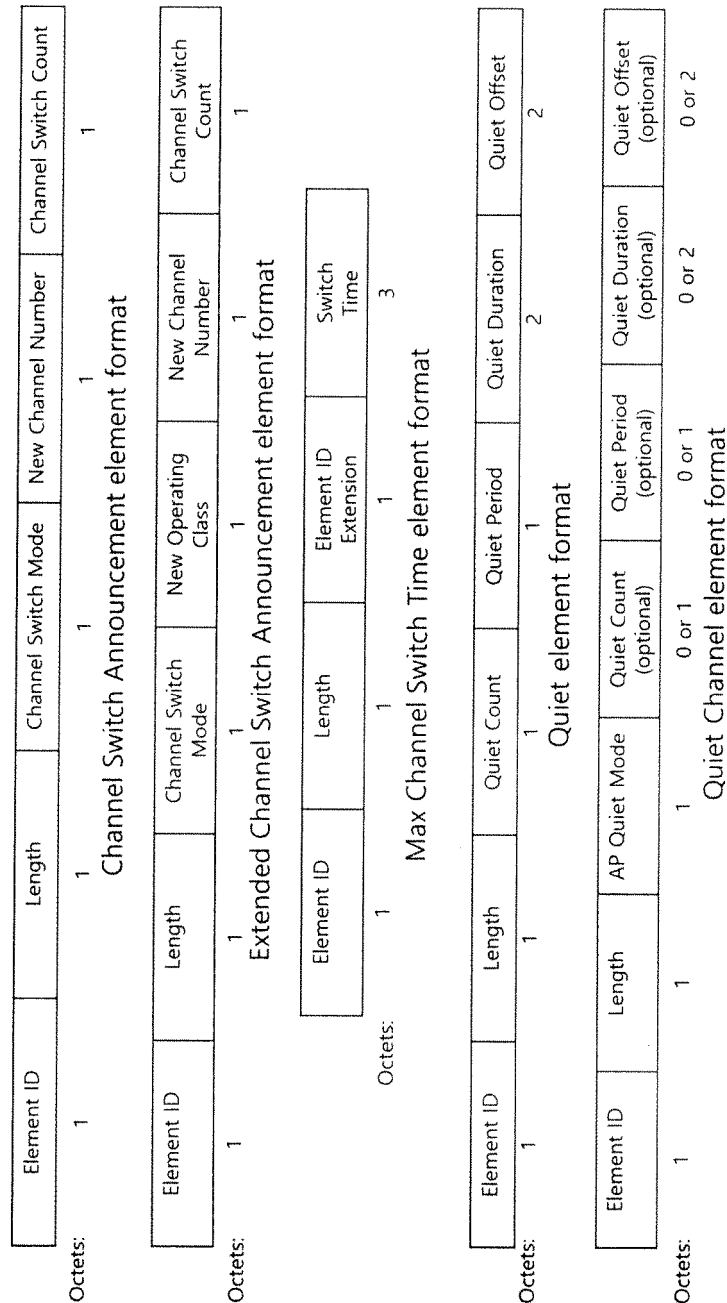 Element ID Length Channel Switch Mode New Channel Number Channel Switch Count
Octets: 1 1 1 1 1
Channel Switch Announcement element format
Element ID Length Channel Switch Mode New Operating Class New Channel Number Channel Switch Count
Octets: 1 1 1 1 1 1
Extended Channel Switch Announcement element format
Element ID Length Element ID Extension Switch Time
Octets: 1 1 1 3
Max Channel Switch Time element format
Element ID Length Quiet Count Quiet Period Quiet Duration Quiet Offset
Octets: 1 1 1 1 2 2
Quiet element format
Element ID Length AP Quiet Mode Quiet Count (optional) Quiet Period (optional) Quiet Duration (optional) Quiet Offset (optional)
Octets: 1 1 1 0 or 1 0 or 1 0 or 2 0 or 2
Quiet Channel element format